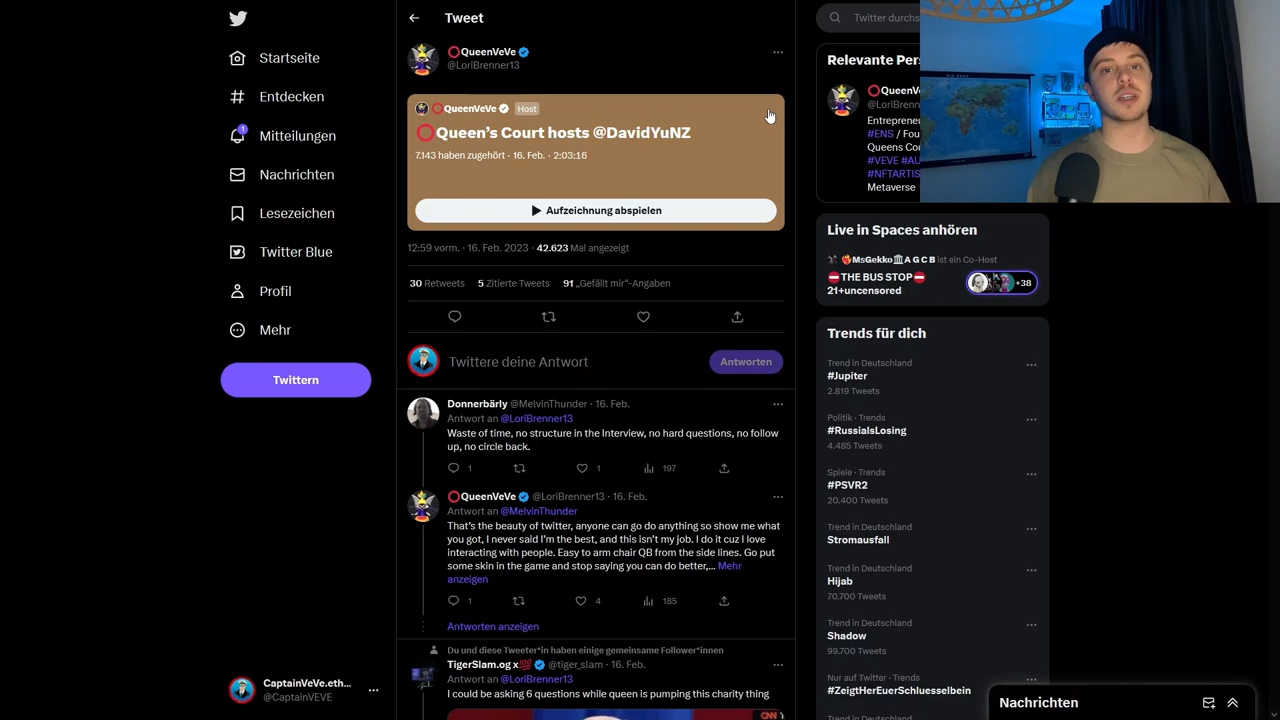 Startseite
Entdecken
Mitteilungen
1
Nachrichten
Lesezeichen
Twitter Blue
Profil
Mehr
Twittern
CaptainVeVe.eth...
@CaptainVEVE
Tweet
QueenVeVe
@LoriBrenner13
QueenVeVe Host
Queen's Court hosts @DavidYuNZ
7.143 haben zugehört · 16. Feb. · 2:03:16
Aufzeichnung abspielen
12:59 vorm. · 16. Feb. 2023 · 42.623 Mal angezeigt
30 Retweets 5 Zitierte Tweets 91 „Gefällt mir“-Angaben
Twittere deine Antwort
Antworten
Donnerbärly @MelvinThunder · 16. Feb.
Antwort an @LoriBrenner13
Waste of time, no structure in the Interview, no hard questions, no follow
up, no circle back.
1 1 197
QueenVeVe @LoriBrenner13 · 16. Feb.
Antwort an @MelvinThunder
That's the beauty of twitter, anyone can go do anything so show me what
you got, I never said I'm the best, and this isn't my job. I do it cuz I love
interacting with people. Easy to arm chair QB from the side lines. Go put
some skin in the game and stop saying you can do better,... Mehr
anzeigen
1 4 185
Antworten anzeigen
Du und diese Tweeter*in haben einige gemeinsame Follower*innen
TigerSlam.og x💯 @tiger_slam · 16. Feb.
Antwort an @LoriBrenner13
I could be asking 6 questions while queen is pumping this charity thing
CNN
Twitter durchs
Relevante Pers
QueenV
@LoriBrenn
Entrepreneu
#ENS / Fou
Queens Cou
#VEVE #AU
#NFTARTIS
Metaverse
Live in Spaces anhören
MsGekko🏛A G C B ist ein Co-Host
⛔THE BUS STOP⛔
21+uncensored
+38
Trends für dich
Trend in Deutschland
#Jupiter
2.819 Tweets
Politik · Trends
#RussiaIsLosing
4.485 Tweets
Spiele · Trends
#PSVR2
20.400 Tweets
Trend in Deutschland
Stromausfall
Trend in Deutschland
Hijab
70.700 Tweets
Trend in Deutschland
Shadow
99.700 Tweets
Nur auf Twitter · Trends
#ZeigtHerEuerSchluesselbein
Nachrichten